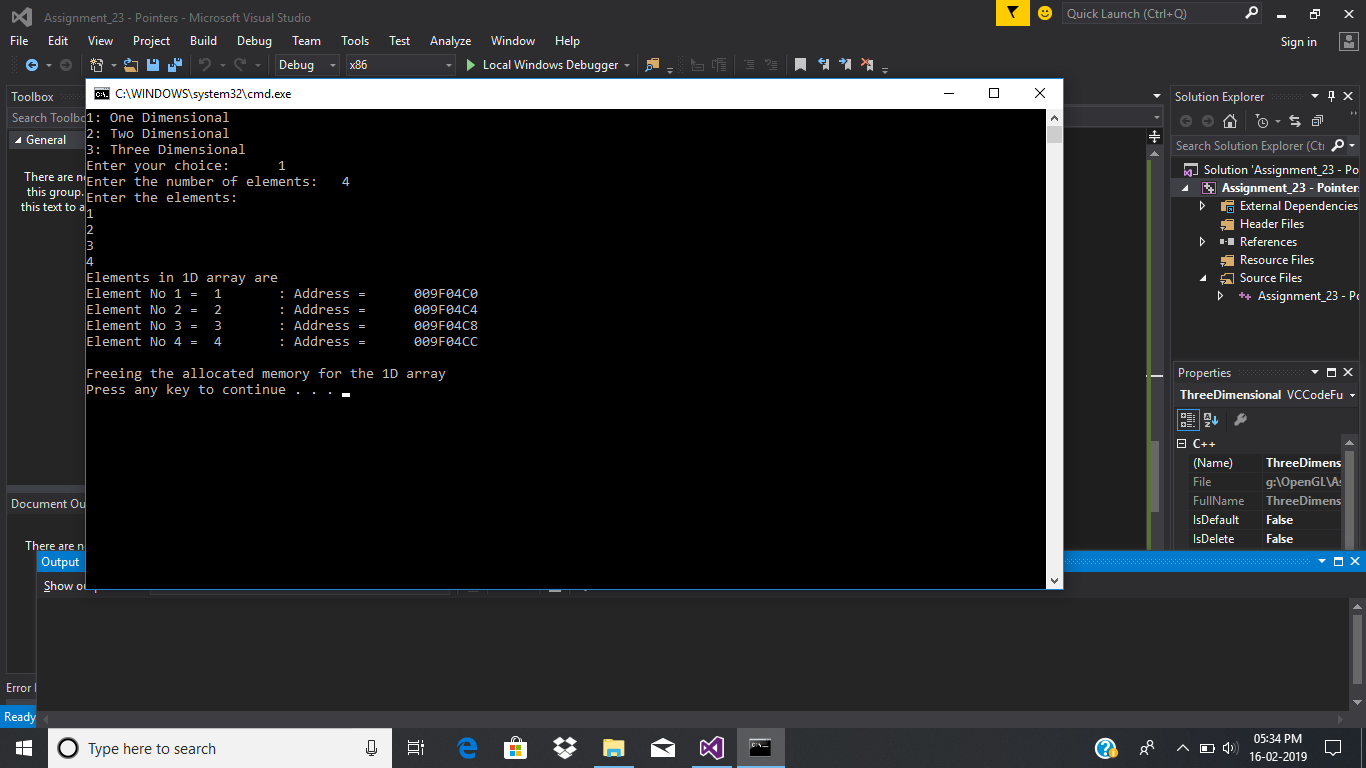 Assignment_23 - Pointers - Microsoft Visual Studio
Quick Launch (Ctrl+Q)
File Edit View Project Build Debug Team Tools Test Analyze Window Help
Sign in
Debug x86 Local Windows Debugger
Toolbox
Search Toolbo
General
There are no
this group.
this text to a
Document Ou
There are no
C:\WINDOWS\system32\cmd.exe
1: One Dimensional
2: Two Dimensional
3: Three Dimensional
Enter your choice: 1
Enter the number of elements: 4
Enter the elements:
1
2
3
4
Elements in 1D array are
Element No 1 = 1 : Address = 009F04C0
Element No 2 = 2 : Address = 009F04C4
Element No 3 = 3 : Address = 009F04C8
Element No 4 = 4 : Address = 009F04CC
Freeing the allocated memory for the 1D array
Press any key to continue . . .
Solution Explorer
Search Solution Explorer (Ctr
Solution 'Assignment_23 - Po
Assignment_23 - Pointers
External Dependencies
Header Files
References
Resource Files
Source Files
Assignment_23 - Po
Properties
ThreeDimensional VCCodeFu
C++
(Name) ThreeDimens
File g:\OpenGL\As
FullName ThreeDimens
IsDefault False
IsDelete False
Output
Show
Error
Ready
Type here to search
05:34 PM
16-02-2019